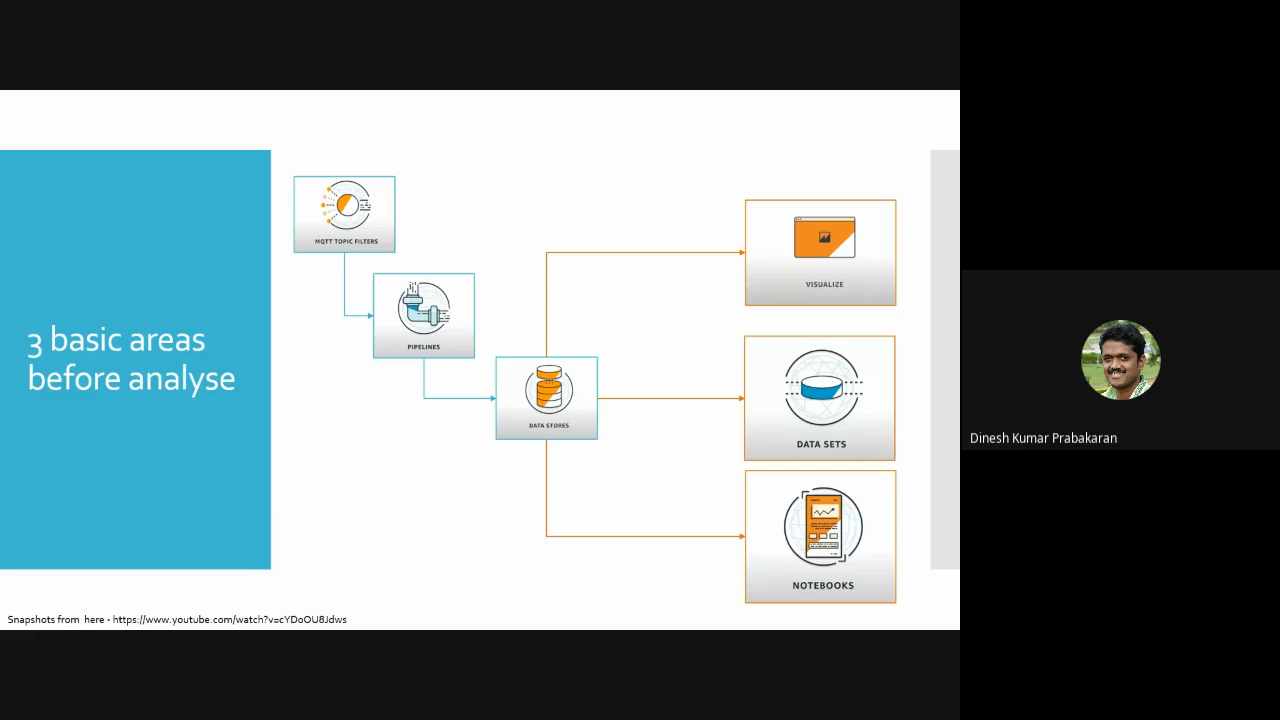 3 basic areas
before analyse
MQTT TOPIC FILTERS
PIPELINES
DATA STORES
VISUALIZE
DATA SETS
NOTEBOOKS
Snapshots from here - https://www.youtube.com/watch?v=cYDoOU8Jdws
Dinesh Kumar Prabakaran